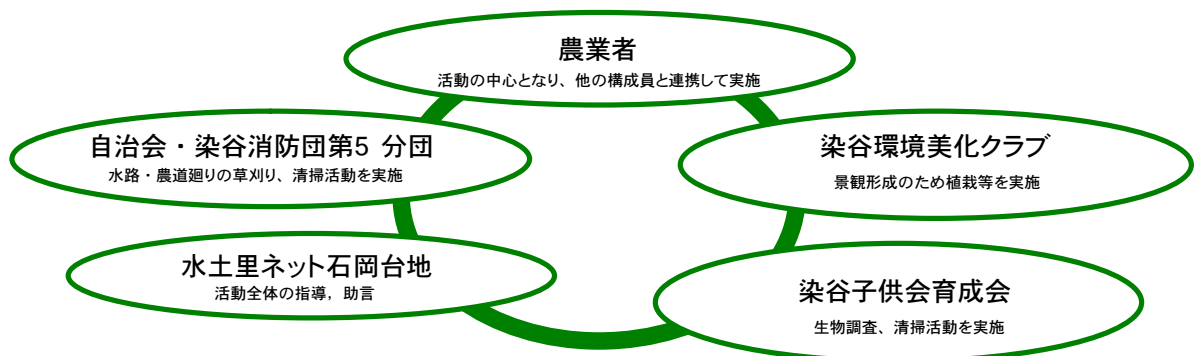 農業者
活動の中心となり、他の構成員と連携して実施
自治会・染谷消防団第5 分団
水路・農道廻りの草刈り、清掃活動を実施
染谷環境美化クラブ
景観形成のため植栽等を実施
水土里ネット石岡台地
活動全体の指導，助言
染谷子供会育成会
生物調査、清掃活動を実施